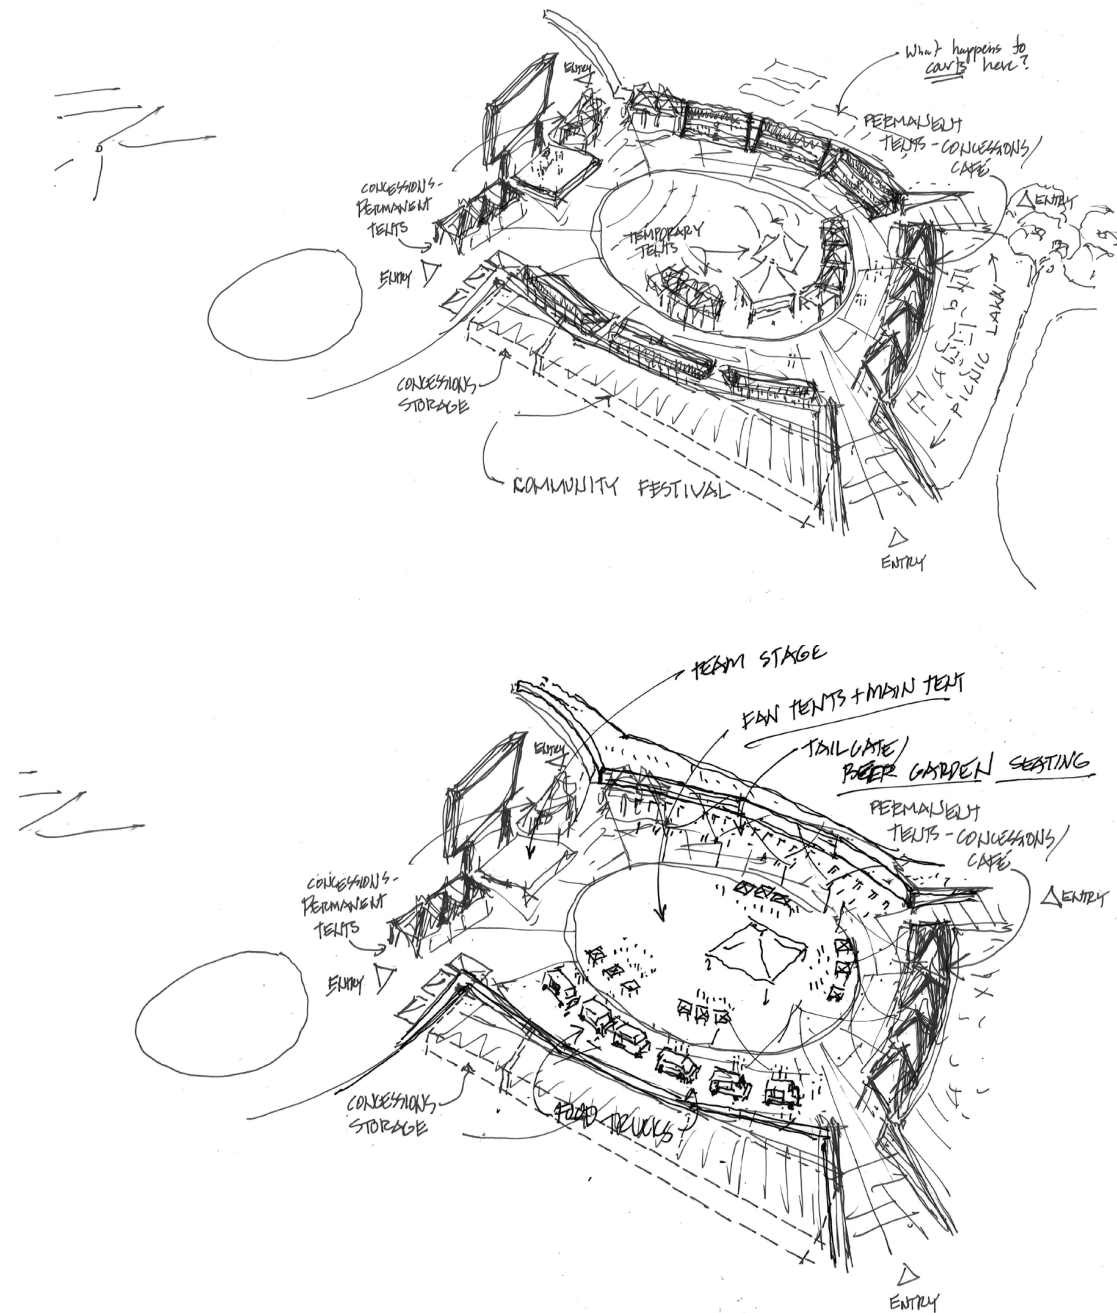 What happens to
carts here?
ENTRY
PERMANENT
TENTS - CONCESSIONS/
CAFÉ
CONCESSIONS -
PERMANENT
TENTS
ENTRY
TEMPORARY
TENTS
ENTRY
PICNIC LAWN
CONCESSIONS
STORAGE
COMMUNITY FESTIVAL
ENTRY
TEAM STAGE
FAN TENTS + MAIN TENT
ENTRY
TAILGATE/
BEER GARDEN SEATING
PERMANENT
TENTS - CONCESSIONS/
CAFÉ
CONCESSIONS -
PERMANENT
TENTS
ENTRY
ENTRY
CONCESSIONS
STORAGE
FOOD TRUCKS
ENTRY